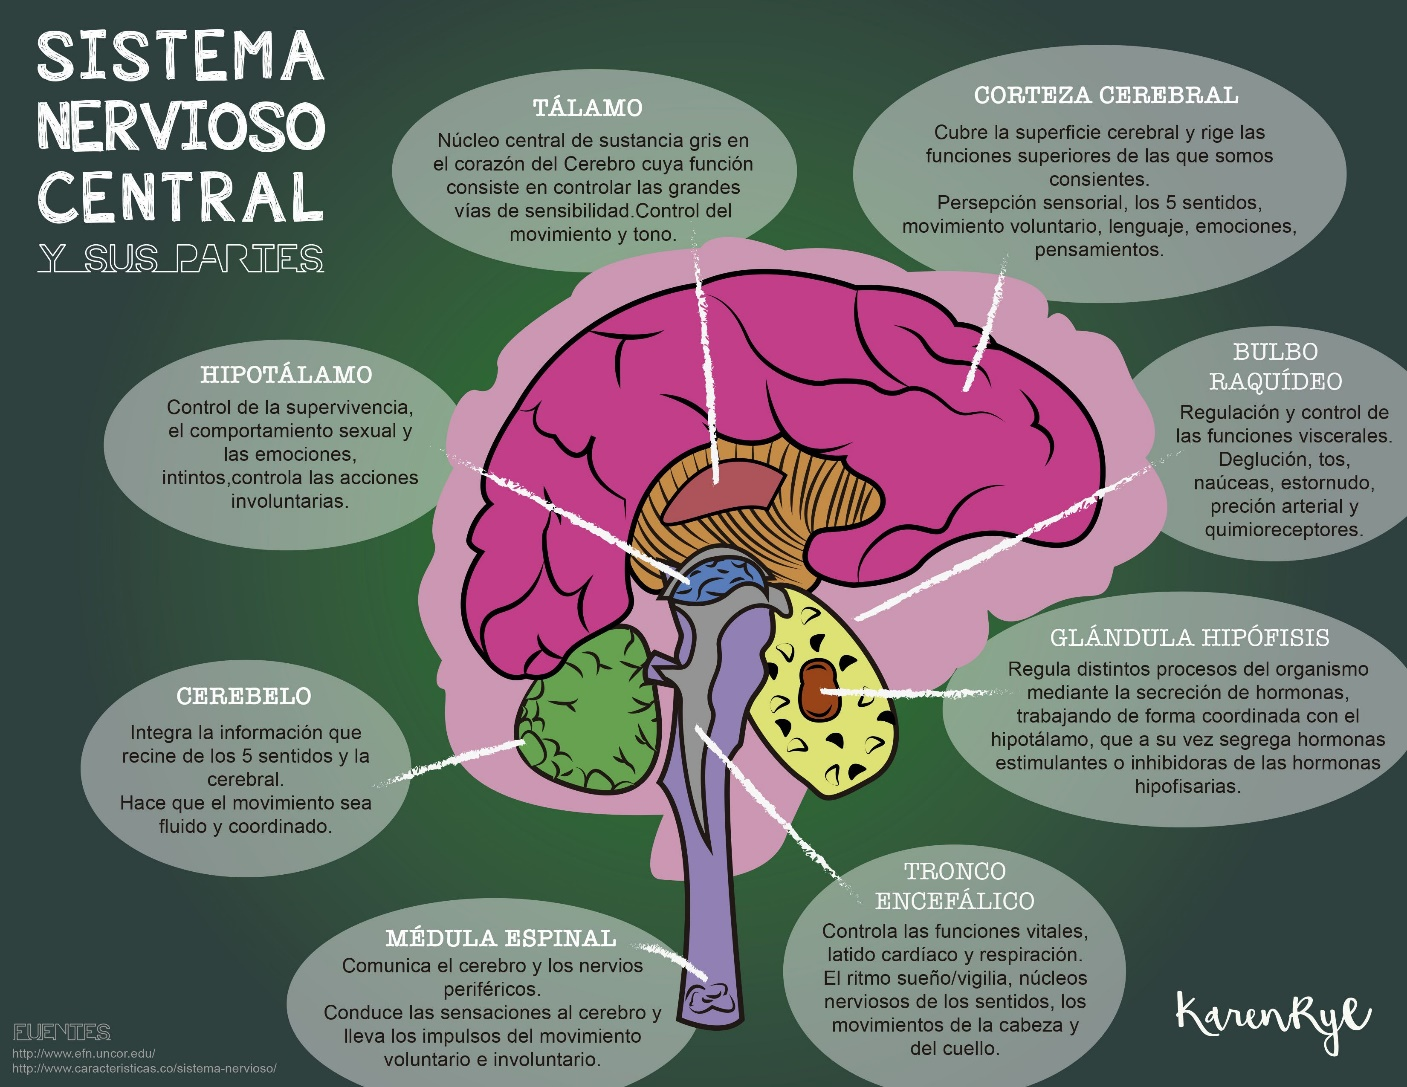 SISTEMA
NERVIOSO
CENTRAL
Y SUS PARTES
TÁLAMO
Núcleo central de sustancia gris en
el corazón del Cerebro cuya función
consiste en controlar las grandes
vías de sensibilidad.Control del
movimiento y tono.
CORTEZA CEREBRAL
Cubre la superficie cerebral y rige las
funciones superiores de las que somos
consientes.
Persepción sensorial, los 5 sentidos,
movimiento voluntario, lenguaje, emociones,
pensamientos.
HIPOTÁLAMO
Control de la supervivencia,
el comportamiento sexual y
las emociones,
intintos,controla las acciones
involuntarias.
BULBO
RAQUÍDEO
Regulación y control de
las funciones viscerales.
Deglución, tos,
naúceas, estornudo,
preción arterial y
quimioreceptores.
GLÁNDULA HIPÓFISIS
Regula distintos procesos del organismo
mediante la secreción de hormonas,
trabajando de forma coordinada con el
hipotálamo, que a su vez segrega hormonas
estimulantes o inhibidoras de las hormonas
hipofisarias.
CEREBELO
Integra la información que
recine de los 5 sentidos y la
cerebral.
Hace que el movimiento sea
fluido y coordinado.
TRONCO
ENCEFÁLICO
Controla las funciones vitales,
latido cardíaco y respiración.
El ritmo sueño/vigilia, núcleos
nerviosos de los sentidos, los
movimientos de la cabeza y
del cuello.
MÉDULA ESPINAL
Comunica el cerebro y los nervios
periféricos.
Conduce las sensaciones al cerebro y
lleva los impulsos del movimiento
voluntario e involuntario.
FUENTES
http://www.efn.uncor.edu/
http://www.caracteristicas.co/sistema-nervioso/
KarenRye